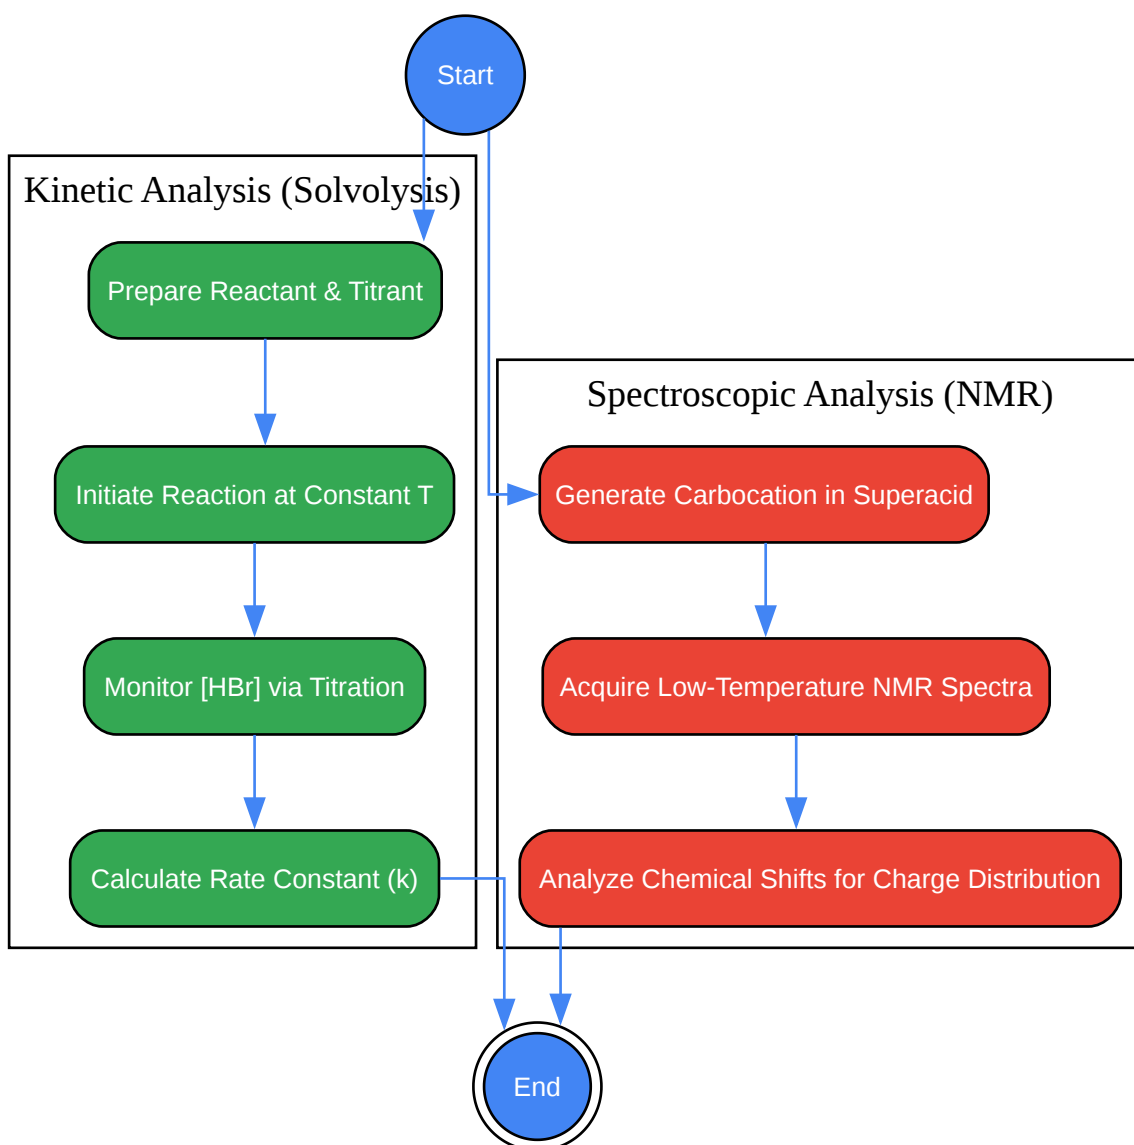 Start
Kinetic Analysis (Solvolysis)
Prepare Reactant & Titrant
Initiate Reaction at Constant T
Monitor [HBr] via Titration
Calculate Rate Constant (k)
Spectroscopic Analysis (NMR)
Generate Carbocation in Superacid
Acquire Low-Temperature NMR Spectra
Analyze Chemical Shifts for Charge Distribution
End